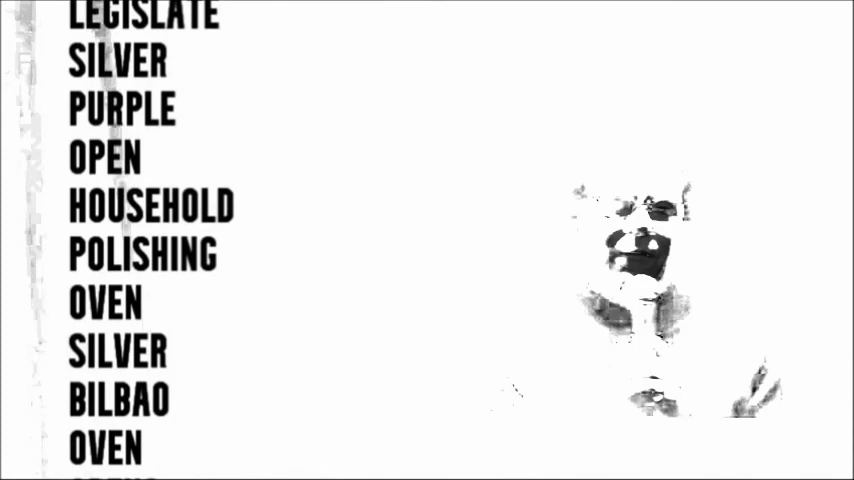 LEGISLATE
SILVER
PURPLE
OPEN
HOUSEHOLD
POLISHING
OVEN
SILVER
BILBAO
OVEN